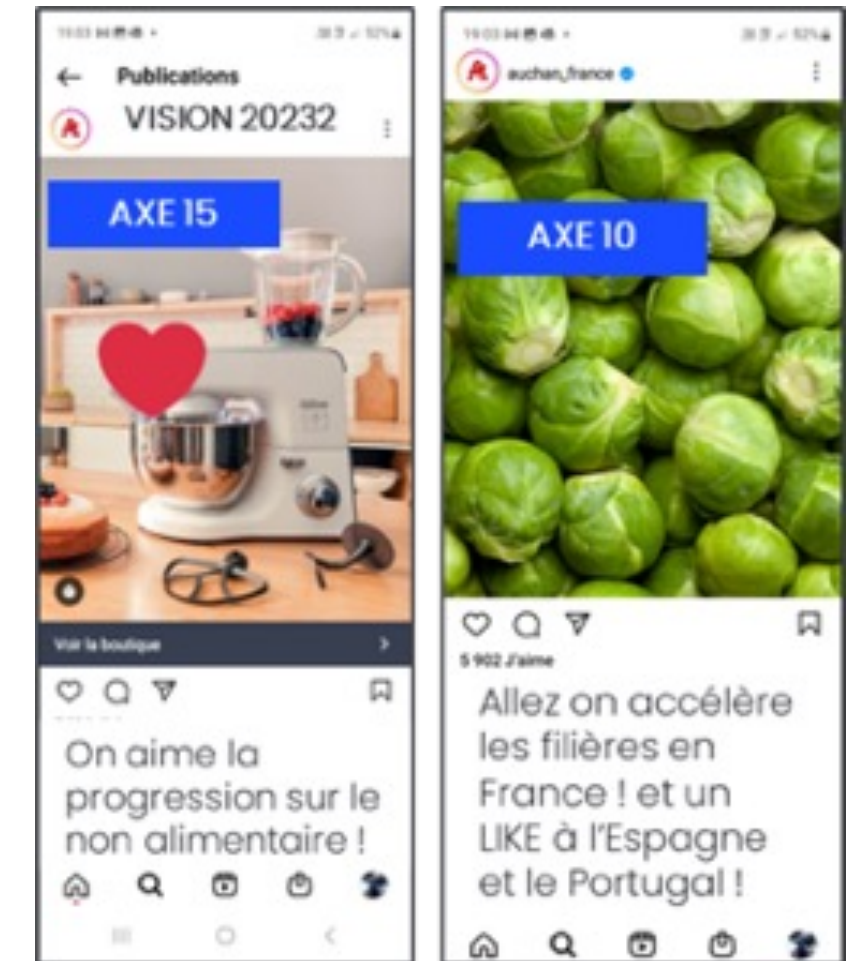 Publications
VISION 20232
AXE 15
Voir la boutique
On aime la
progression sur le
non alimentaire !
auchan_france
AXE 10
5 902 J'aime
Allez on accélère
les filières en
France ! et un
LIKE à l'Espagne
et le Portugal !